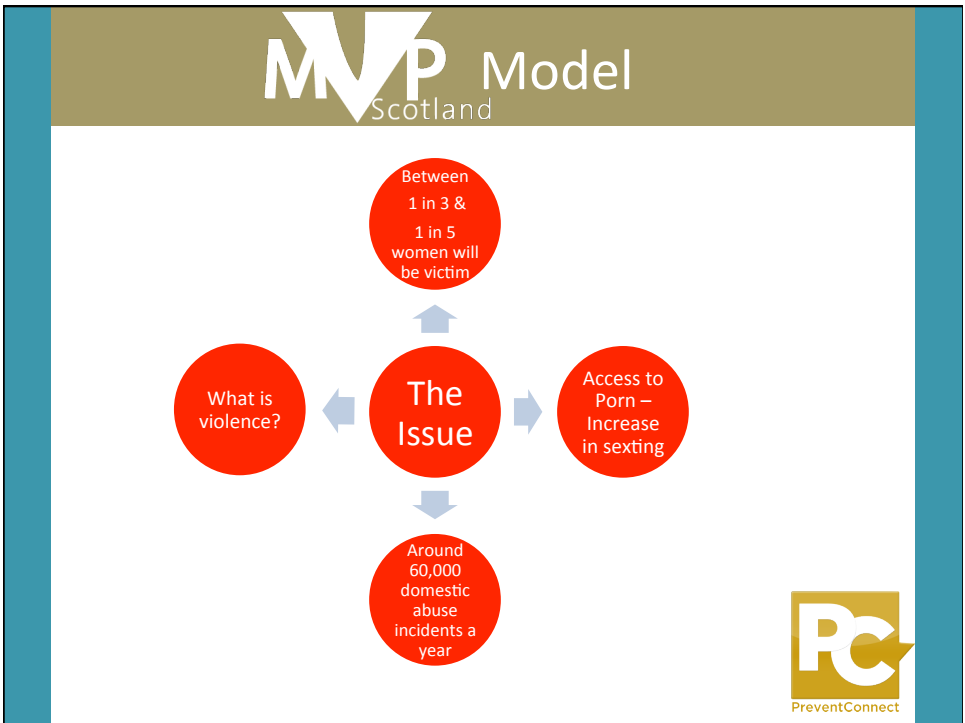 MVP Model
Scotland
Between
1 in 3 &
1 in 5
women will
be victim
What is
violence?
The
Issue
Access to
Porn –
Increase
in sexting
Around
60,000
domestic
abuse
incidents a
year
PC
PreventConnect